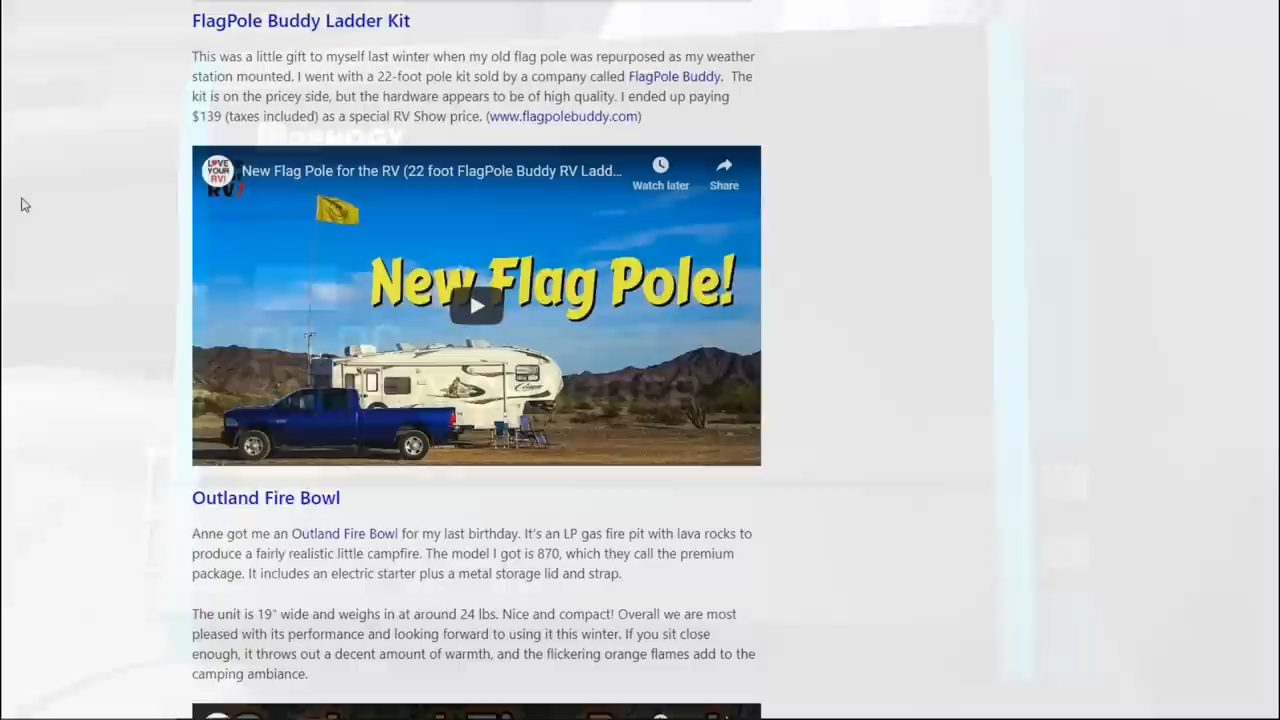 FlagPole Buddy Ladder Kit
This was a little gift to myself last winter when my old flag pole was repurposed as my weather
station mounted. I went with a 22-foot pole kit sold by a company called FlagPole Buddy. The
kit is on the pricey side, but the hardware appears to be of high quality. I ended up paying
$139 (taxes included) as a special RV Show price. (www.flagpolebuddy.com)
LOVE
YOUR
RV!
New Flag Pole for the RV (22 foot FlagPole Buddy RV Ladd...
Watch later
Share
New Flag Pole!
Outland Fire Bowl
Anne got me an Outland Fire Bowl for my last birthday. It's an LP gas fire pit with lava rocks to
produce a fairly realistic little campfire. The model I got is 870, which they call the premium
package. It includes an electric starter plus a metal storage lid and strap.
The unit is 19" wide and weighs in at around 24 lbs. Nice and compact! Overall we are most
pleased with its performance and looking forward to using it this winter. If you sit close
enough, it throws out a decent amount of warmth, and the flickering orange flames add to the
camping ambiance.